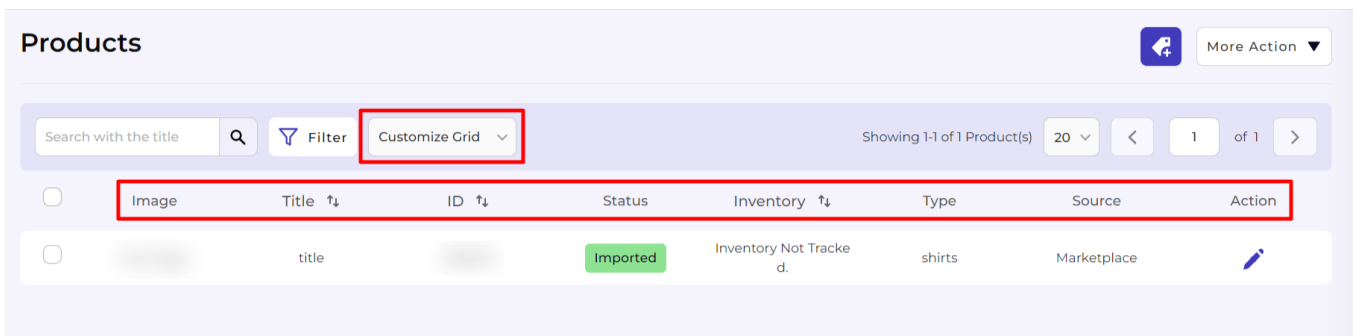 Products
More Action
Search with the title
Filter
Customize Grid
Showing 1-1 of 1 Product(s)
20
1
of 1
Image Title ID Status Inventory Type Source Action
title Imported Inventory Not Tracke
d. shirts Marketplace